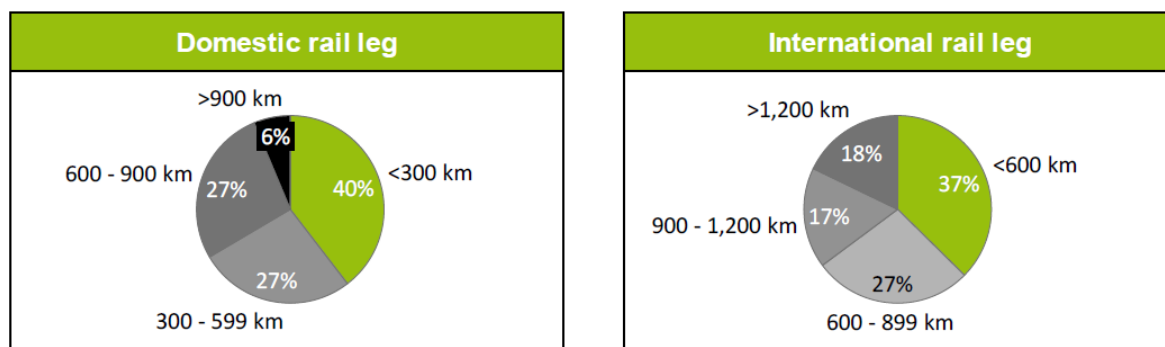 Domestic rail leg
>900 km
6%
600 - 900 km
27%
40%
<300 km
27%
300 - 599 km
International rail leg
>1,200 km
18%
<600 km
37%
900 - 1,200 km
17%
27%
600 - 899 km